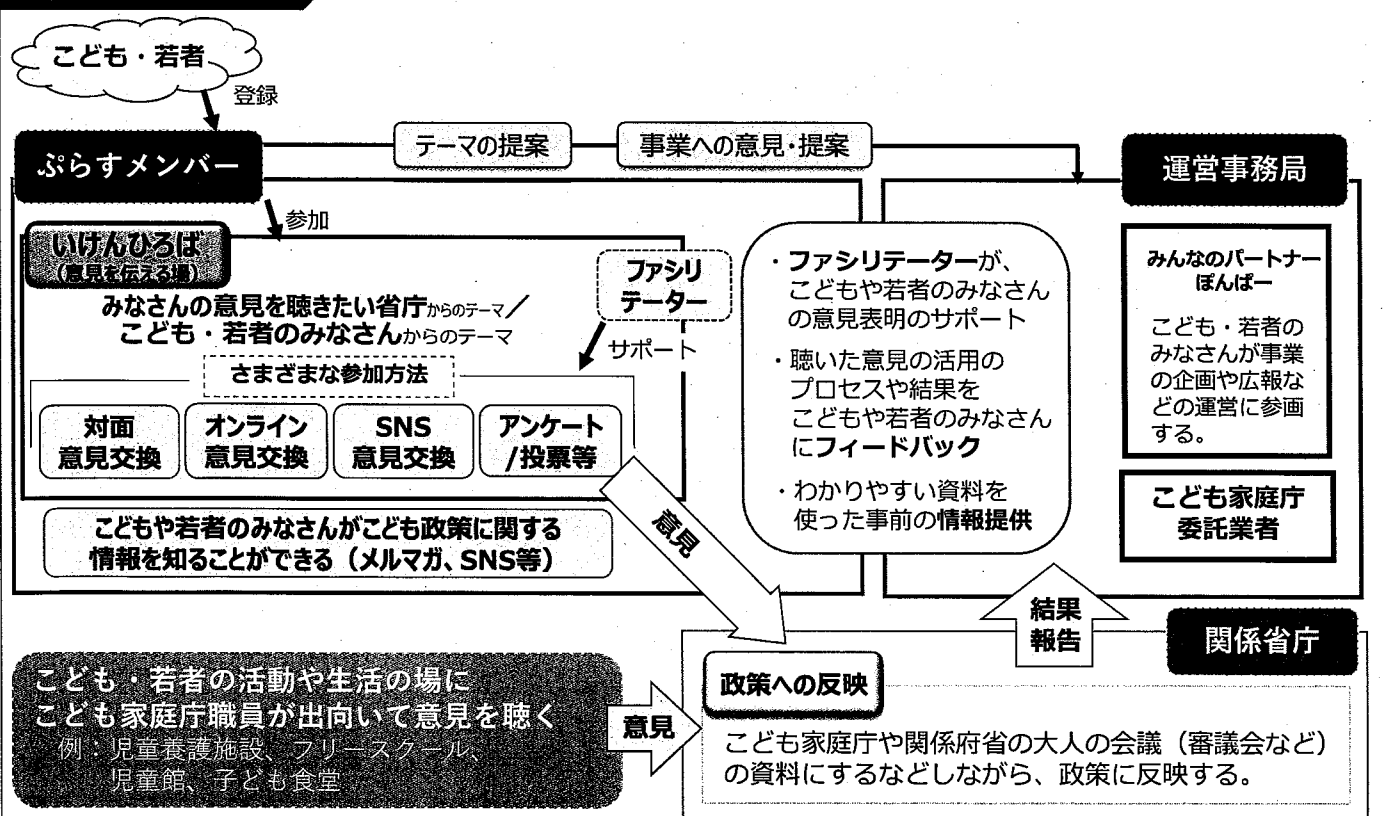 こども・若者
登録
ぷらすメンバー
テーマの提案
事業への意見・提案
運営事務局
参加
いけんひろば
(意見を伝える場)
みなさんの意見を聴きたい省庁からのテーマ/
こども・若者のみなさんからのテーマ
ファシリ
テーター
サポート
さまざまな参加方法
対面
意見交換
オンライン
意見交換
SNS
意見交換
アンケート
/投票等
こどもや若者のみなさんがこども政策に関する
情報を知ることができる(メルマガ、SNS等)
・ファシリテーターが、
こどもや若者のみなさん
の意見表明のサポート
・聴いた意見の活用の
プロセスや結果を
こどもや若者のみなさん
にフィードバック
・わかりやすい資料を
使った事前の情報提供
みんなのパートナー
ぽんぱー
こども・若者の
みなさんが事業
の企画や広報な
どの運営に参画
する。
こども家庭庁
委託業者
意見
結果
報告
関係省庁
こども・若者の活動や生活の場に
こども家庭庁職員が出向いて意見を聴く
例:児童養護施設、フリースクール、
児童館、子ども食堂
意見
政策への反映
こども家庭庁や関係府省の大人の会議(審議会など)
の資料にするなどしながら、政策に反映する。